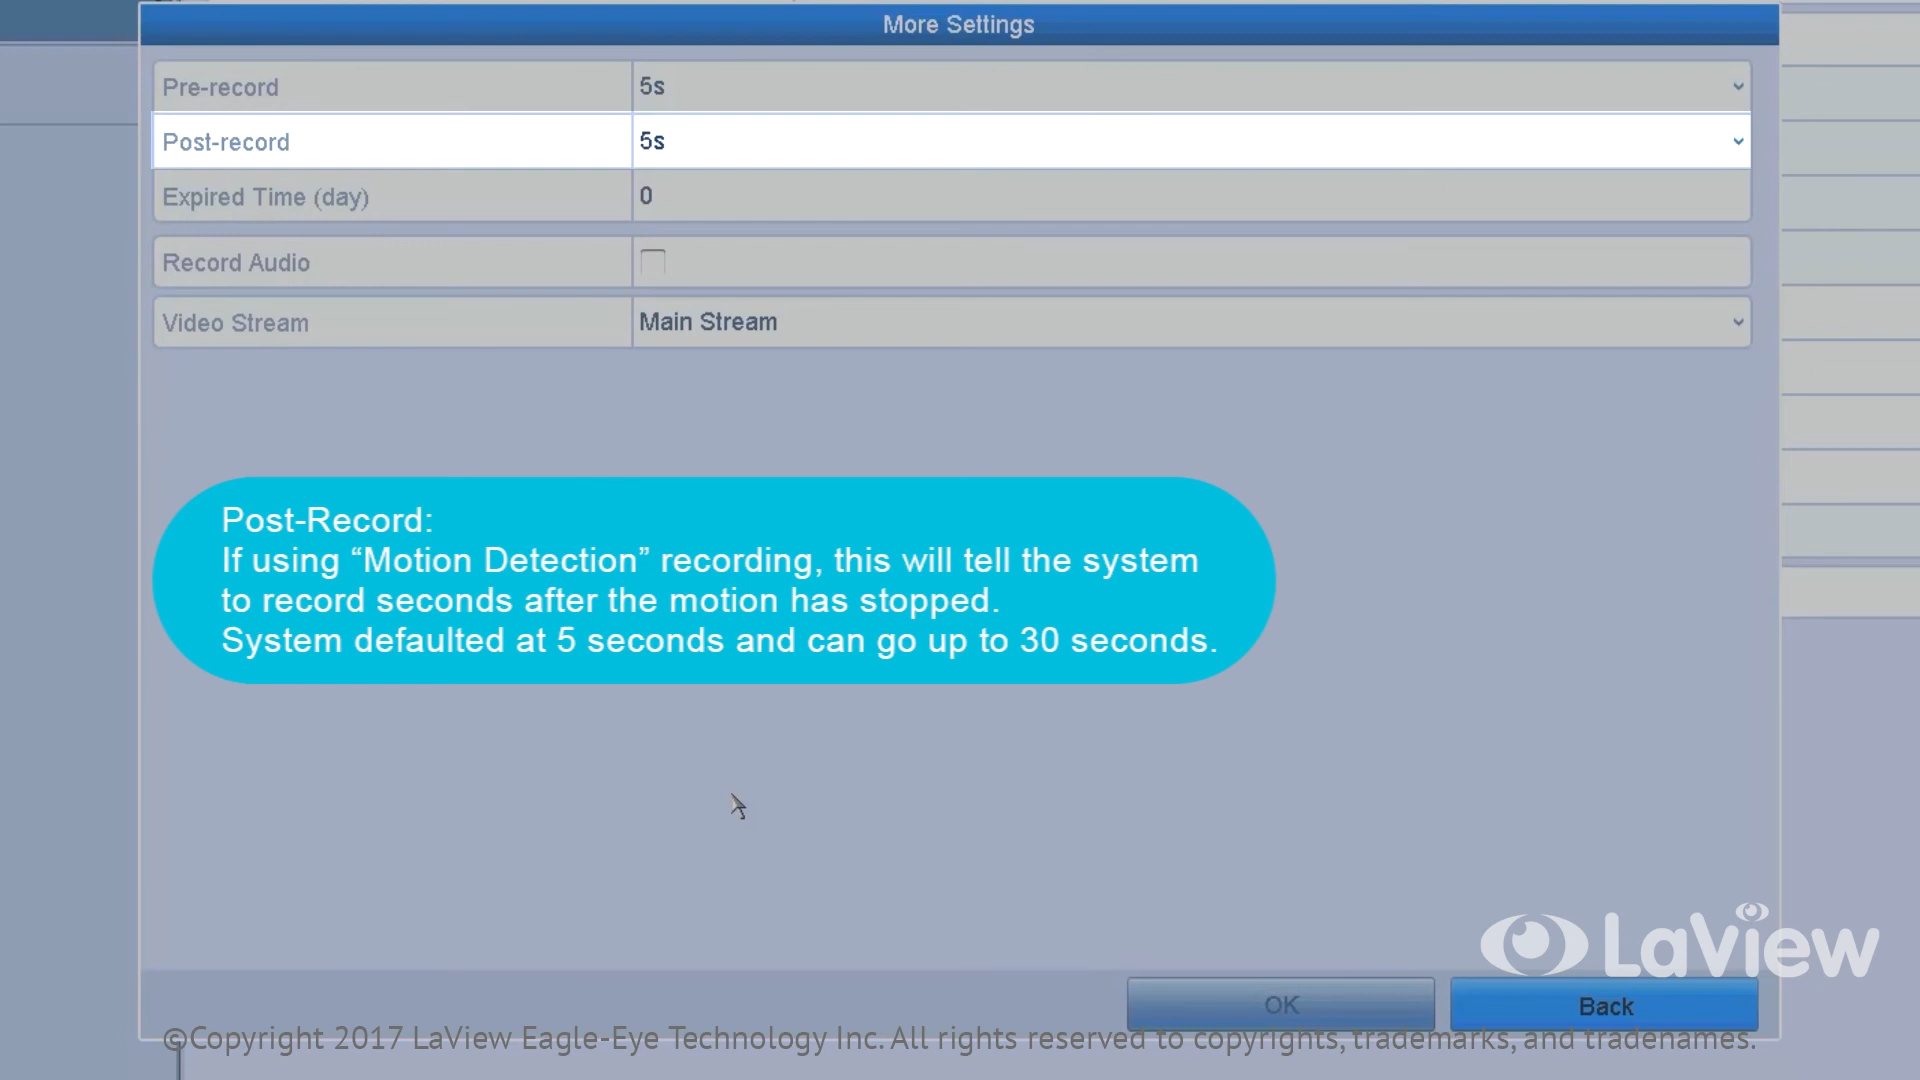 More Settings
Pre-record 5s
Post-record 5s
Expired Time (day) 0
Record Audio
Video Stream Main Stream
Post-Record:
If using “Motion Detection” recording, this will tell the system
to record seconds after the motion has stopped.
System defaulted at 5 seconds and can go up to 30 seconds.
LaView
OK Back
©Copyright 2017 LaView Eagle-Eye Technology Inc. All rights reserved to copyrights, trademarks, and tradenames.